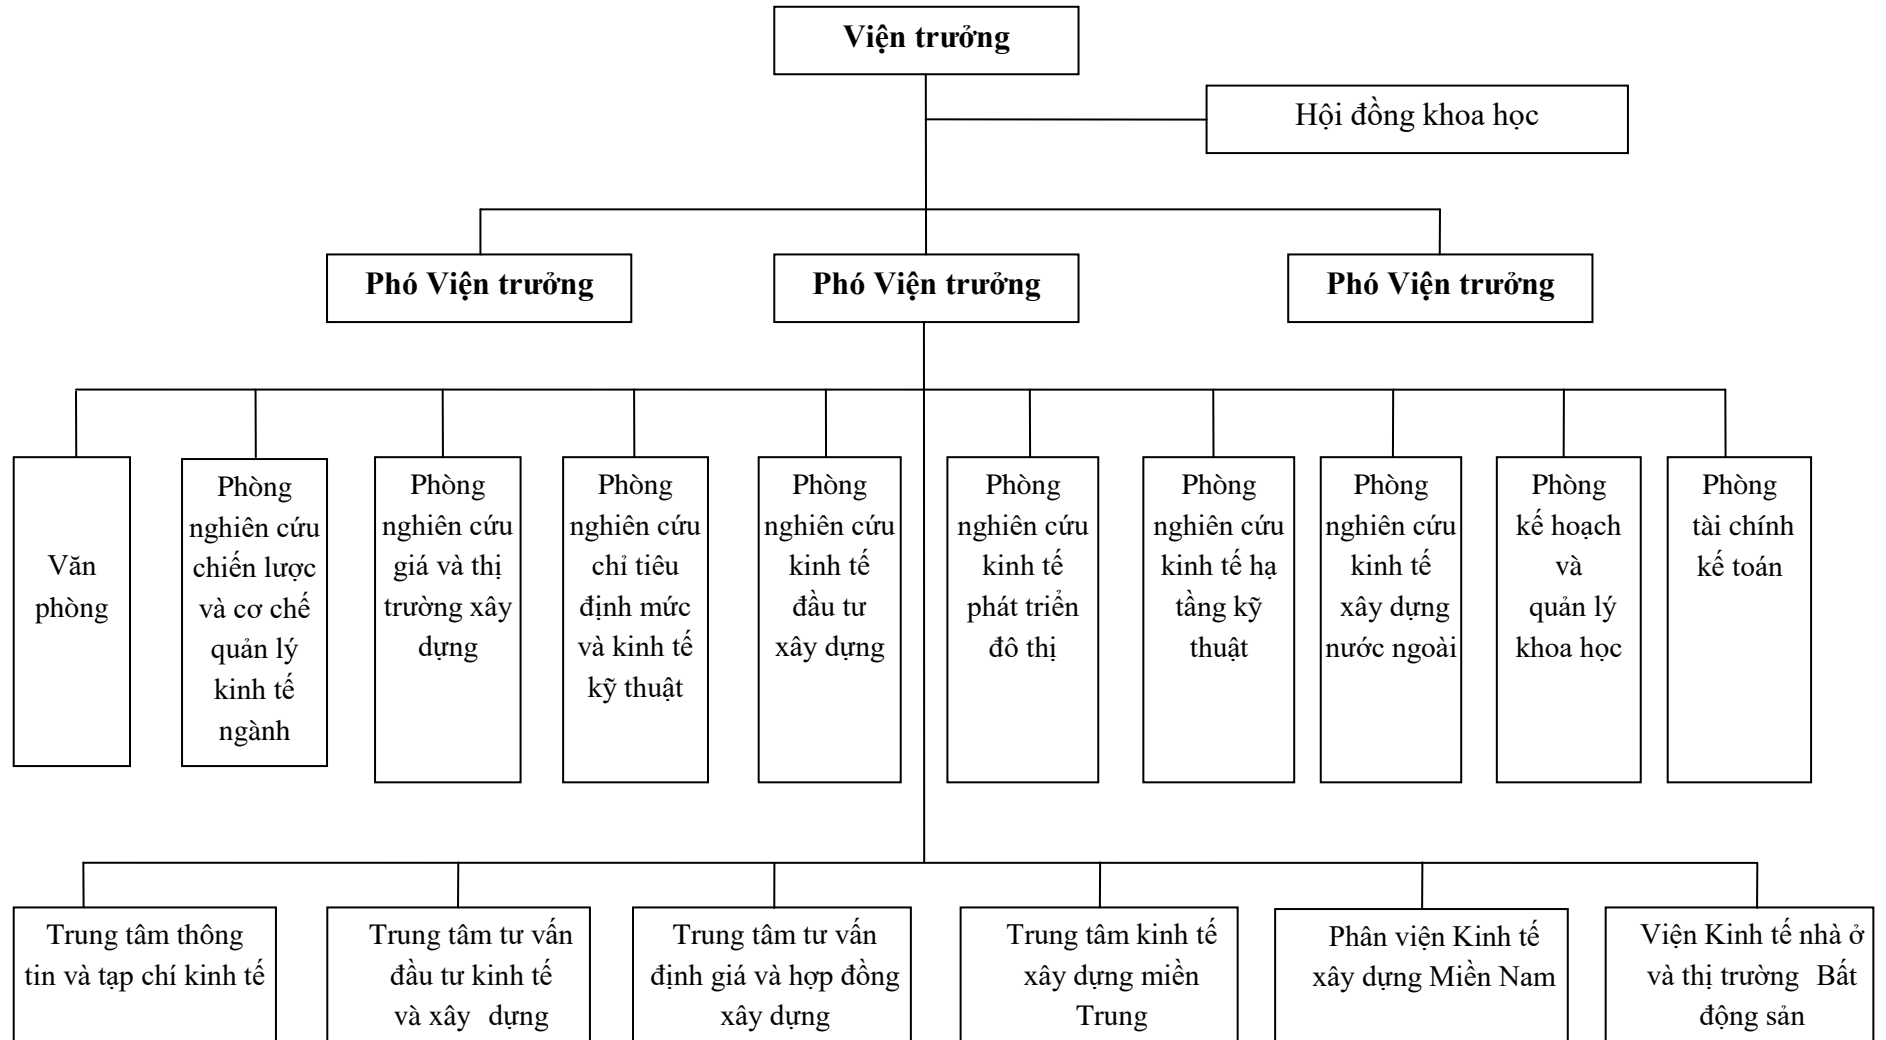 Viện trưởng
Hội đồng khoa học
Phó Viện trưởng
Phó Viện trưởng
Phó Viện trưởng
Văn
phòng
Phòng
nghiên cứu
chiến lược
và cơ chế
quản lý
kinh tế
ngành
Phòng
nghiên cứu
giá và thị
trường xây
dựng
Phòng
nghiên cứu
chỉ tiêu
định mức
và kinh tế
kỹ thuật
Phòng
nghiên cứu
kinh tế
đầu tư
xây dựng
Phòng
nghiên cứu
kinh tế
phát triển
đô thị
Phòng
nghiên cứu
kinh tế hạ
tầng kỹ
thuật
Phòng
nghiên cứu
kinh tế
xây dựng
nước ngoài
Phòng
kế hoạch
và
quản lý
khoa học
Phòng
tài chính
kế toán
Trung tâm thông
tin và tạp chí kinh tế
Trung tâm tư vấn
đầu tư kinh tế
và xây dựng
Trung tâm tư vấn
định giá và hợp đồng
xây dựng
Trung tâm kinh tế
xây dựng miền
Trung
Phân viện Kinh tế
xây dựng Miền Nam
Viện Kinh tế nhà ở
và thị trường Bất
động sản